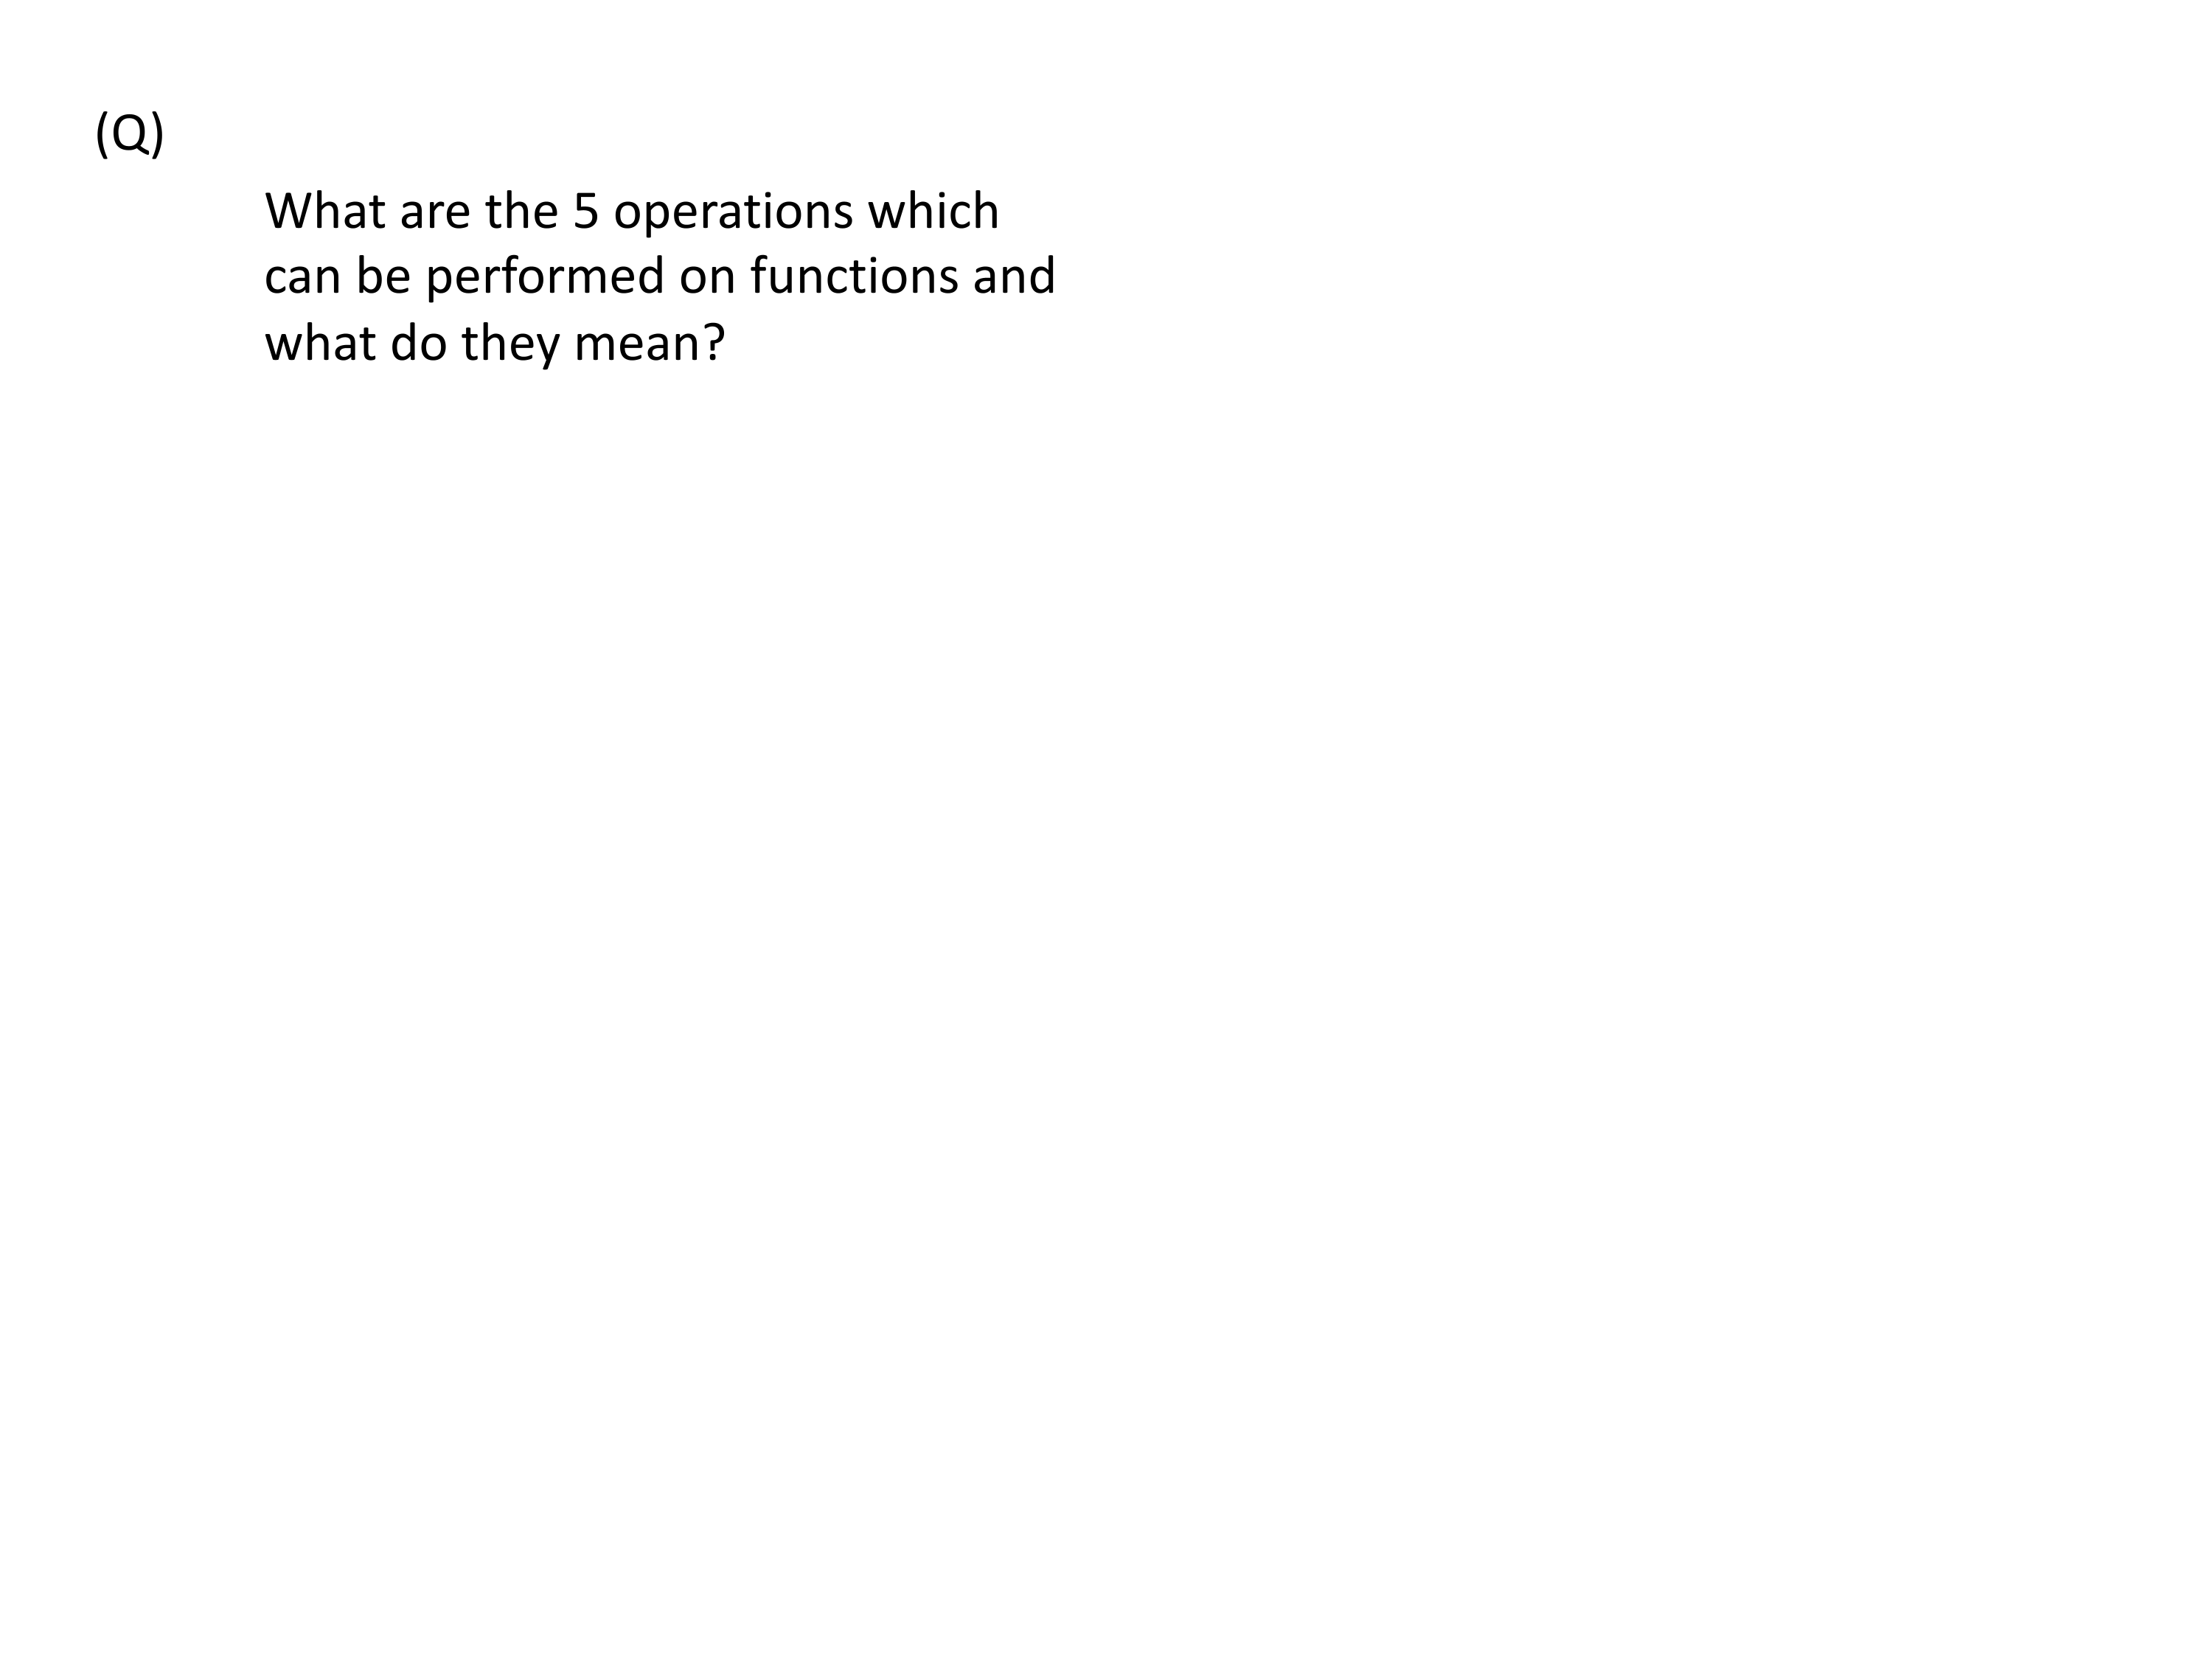 (Q)
What are the 5 operations which
can be performed on functions and
what do they mean?